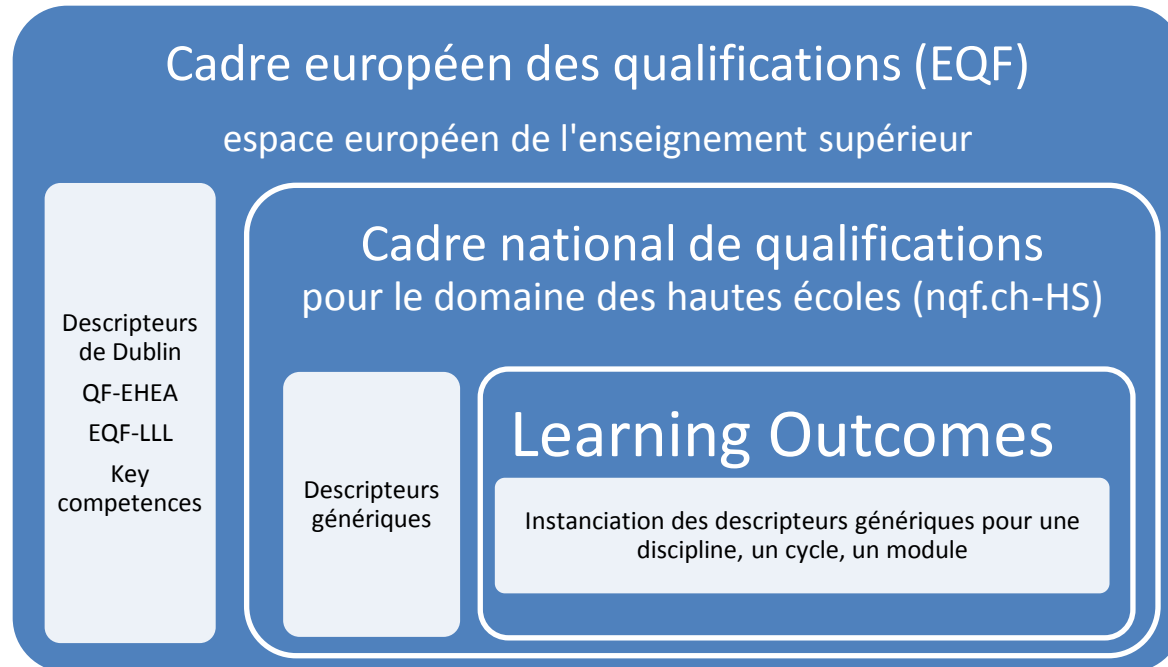 Cadre européen des qualifications (EQF)
espace européen de l'enseignement supérieur
Descripteurs
de Dublin
QF-EHEA
EQF-LLL
Key
competences
Cadre national de qualifications
pour le domaine des hautes écoles (nqf.ch-HS)
Descripteurs
génériques
Learning Outcomes
Instanciation des descripteurs génériques pour une
discipline, un cycle, un module